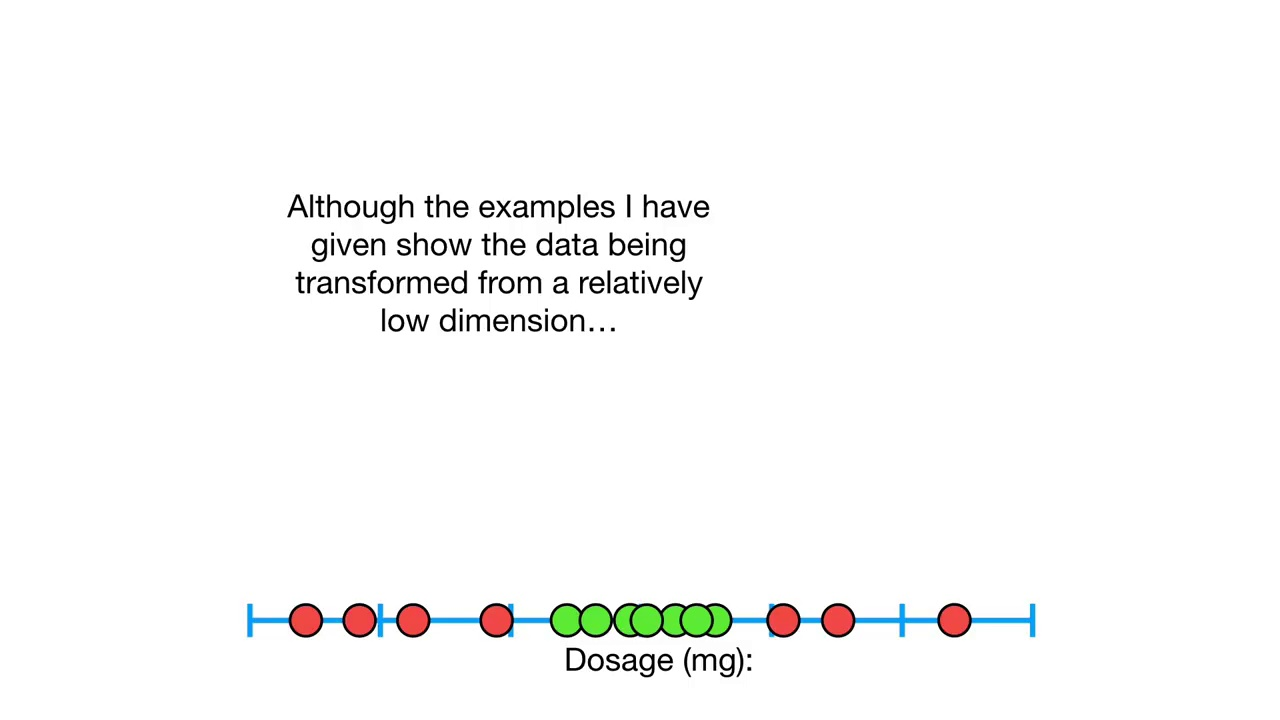 Although the examples I have
given show the data being
transformed from a relatively
low dimension…
Dosage (mg):